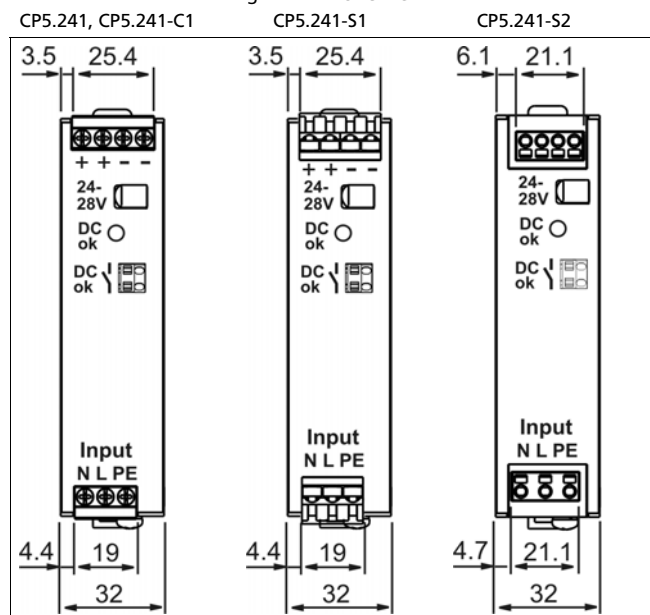 CP5.241, CP5.241-C1
3.5 25.4
+ + - -
24-
28V
DC
ok
DC
ok
Input
N L PE
4.4 19
32
CP5.241-S1
3.5 25.4
+ + - -
24-
28V
DC
ok
DC
ok
Input
N L PE
4.4 19
32
CP5.241-S2
6.1 21.1
24-
28V
DC
ok
DC
ok
Input
N L PE
4.7 21.1
32